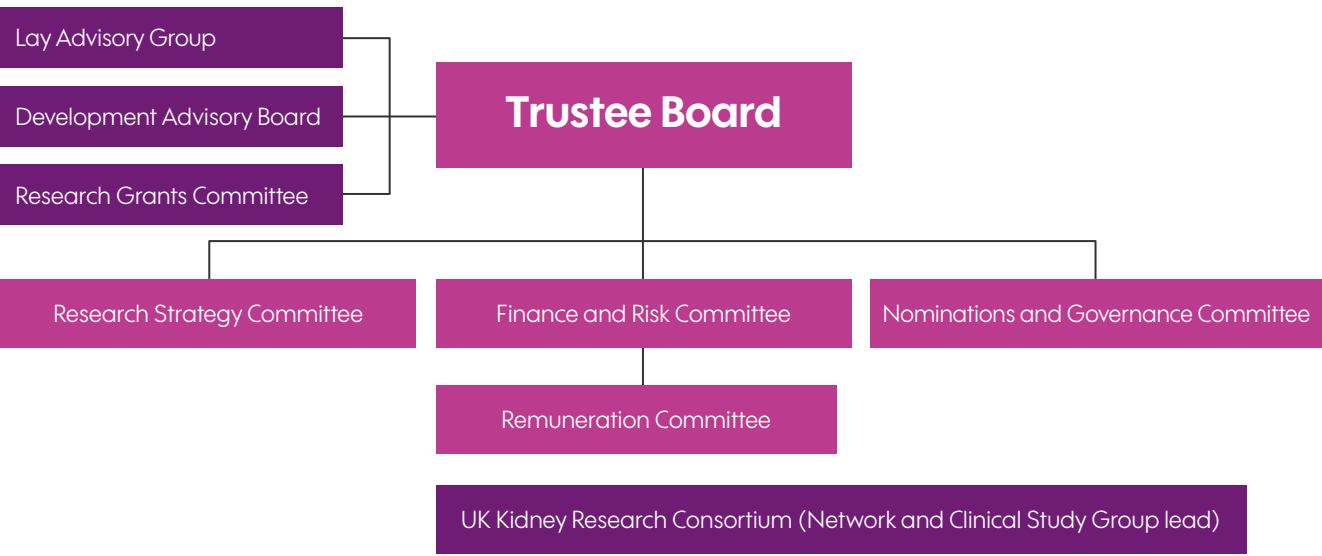 Lay Advisory Group
Development Advisory Board
Research Grants Committee
Trustee Board
Research Strategy Committee
Finance and Risk Committee
Nominations and Governance Committee
Remuneration Committee
UK Kidney Research Consortium (Network and Clinical Study Group lead)